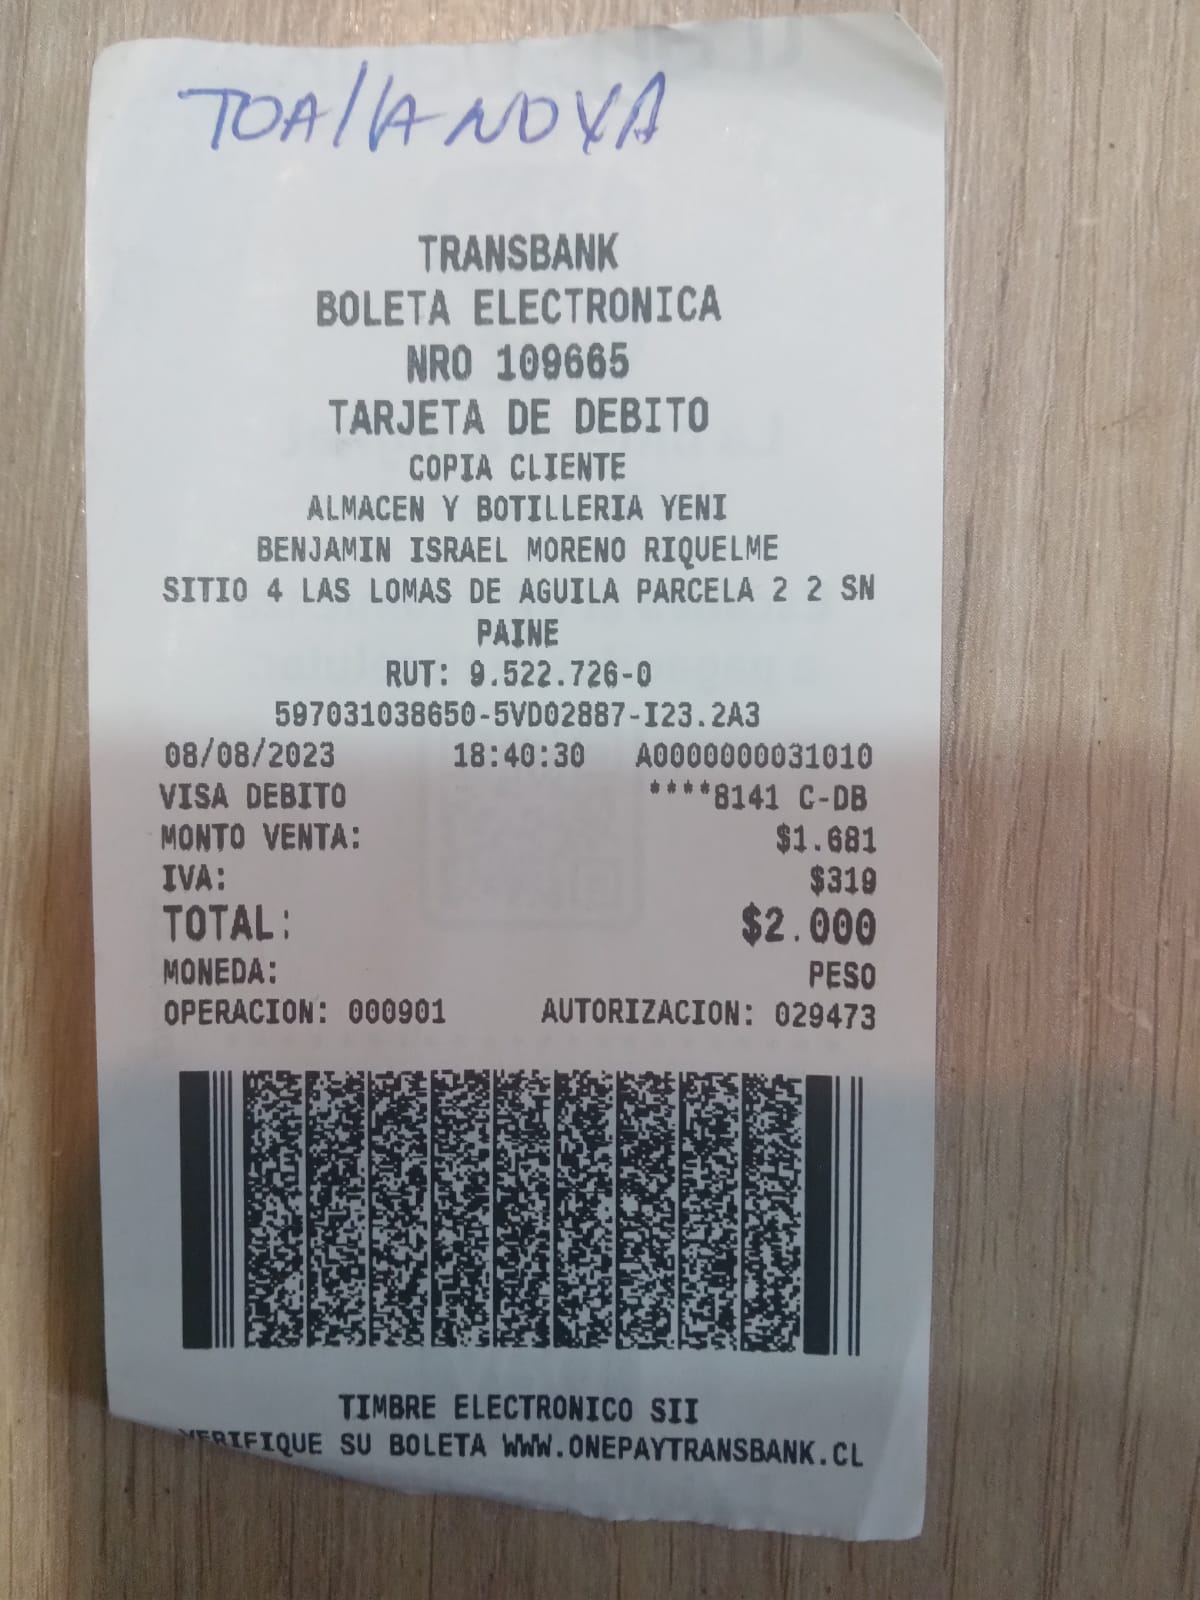 TOALLA NOVA
TRANSBANK
BOLETA ELECTRONICA
NRO 109665
TARJETA DE DEBITO
COPIA CLIENTE
ALMACEN Y BOTILLERIA YENI
BENJAMIN ISRAEL MORENO RIQUELME
SITIO 4 LAS LOMAS DE AGUILA PARCELA 2 2 SN
PAINE
RUT: 9.522.726-0
597031038650-5VD02887-I23.2A3
08/08/2023 18:40:30 A0000000031010
VISA DEBITO ****8141 C-DB
MONTO VENTA: $1.681
IVA: $319
TOTAL: $2.000
MONEDA: PESO
OPERACION: 000901 AUTORIZACION: 029473
TIMBRE ELECTRONICO SII
VERIFIQUE SU BOLETA WWW.ONEPAYTRANSBANK.CL